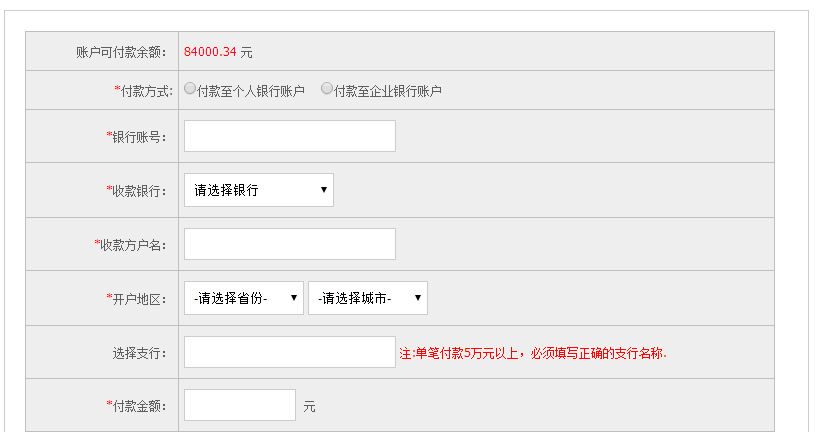 账户可付款余额： 84000.34 元
*付款方式: 付款至个人银行账户 付款至企业银行账户
*银行账号：
*收款银行： 请选择银行
*收款方户名：
*开户地区： -请选择省份- -请选择城市-
选择支行： 注:单笔付款5万元以上，必须填写正确的支行名称.
*付款金额： 元